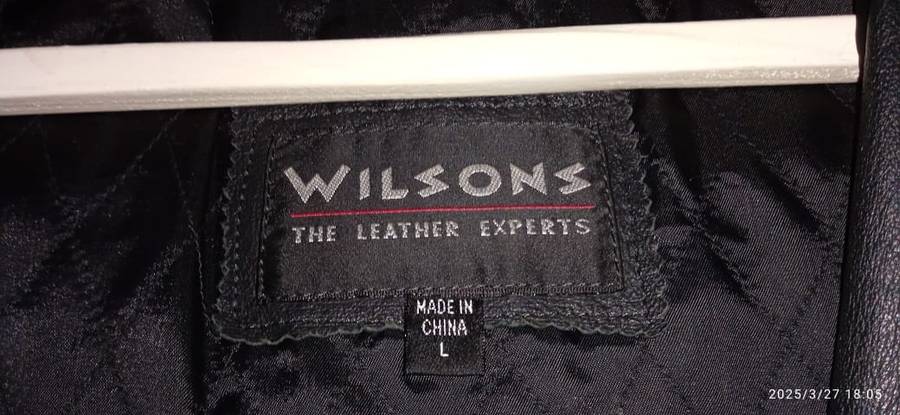 WILSONS
THE LEATHER EXPERTS
MADE IN
CHINA
L
2025/3/27 18:05